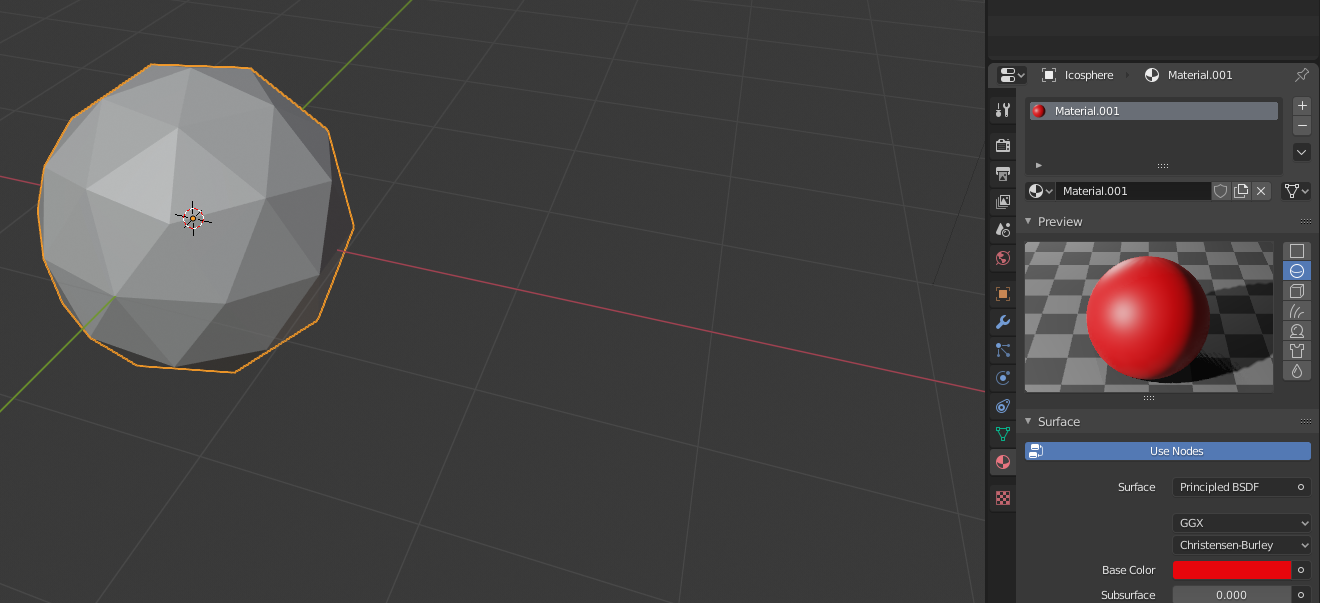 Icosphere Material.001
Material.001
Material.001
Preview
Surface
Use Nodes
Surface Principled BSDF
GGX
Christensen-Burley
Base Color
Subsurface 0.000